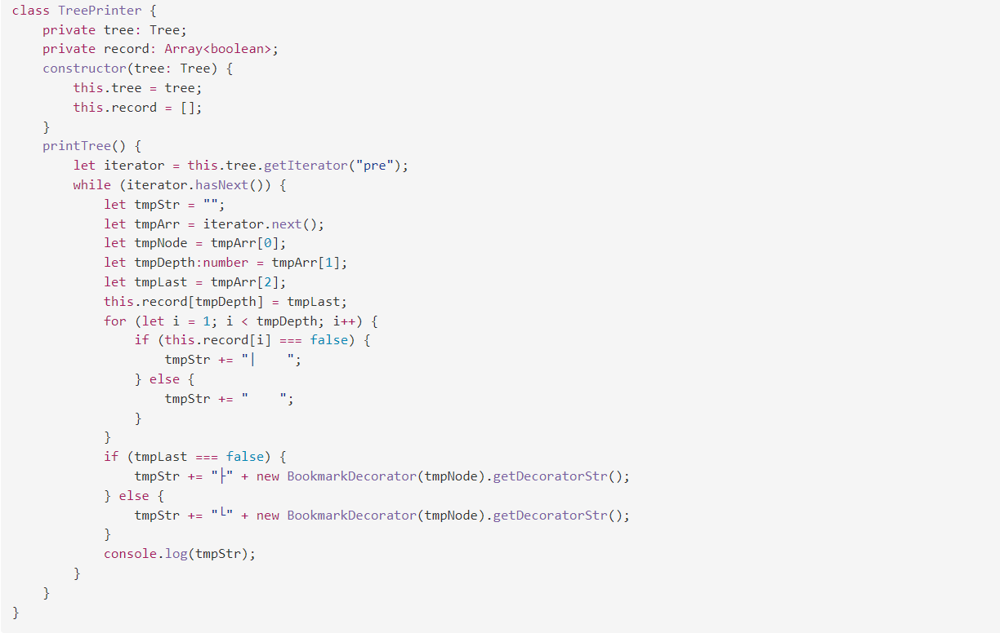 class TreePrinter {
    private tree: Tree;
    private record: Array<boolean>;
    constructor(tree: Tree) {
        this.tree = tree;
        this.record = [];
    }
    printTree() {
        let iterator = this.tree.getIterator("pre");
        while (iterator.hasNext()) {
            let tmpStr = "";
            let tmpArr = iterator.next();
            let tmpNode = tmpArr[0];
            let tmpDepth:number = tmpArr[1];
            let tmpLast = tmpArr[2];
            this.record[tmpDepth] = tmpLast;
            for (let i = 1; i < tmpDepth; i++) {
                if (this.record[i] === false) {
                    tmpStr += "│    ";
                } else {
                    tmpStr += "    ";
                }
            }
            if (tmpLast === false) {
                tmpStr += "├" + new BookmarkDecorator(tmpNode).getDecoratorStr();
            } else {
                tmpStr += "└" + new BookmarkDecorator(tmpNode).getDecoratorStr();
            }
            console.log(tmpStr);
        }
    }
}